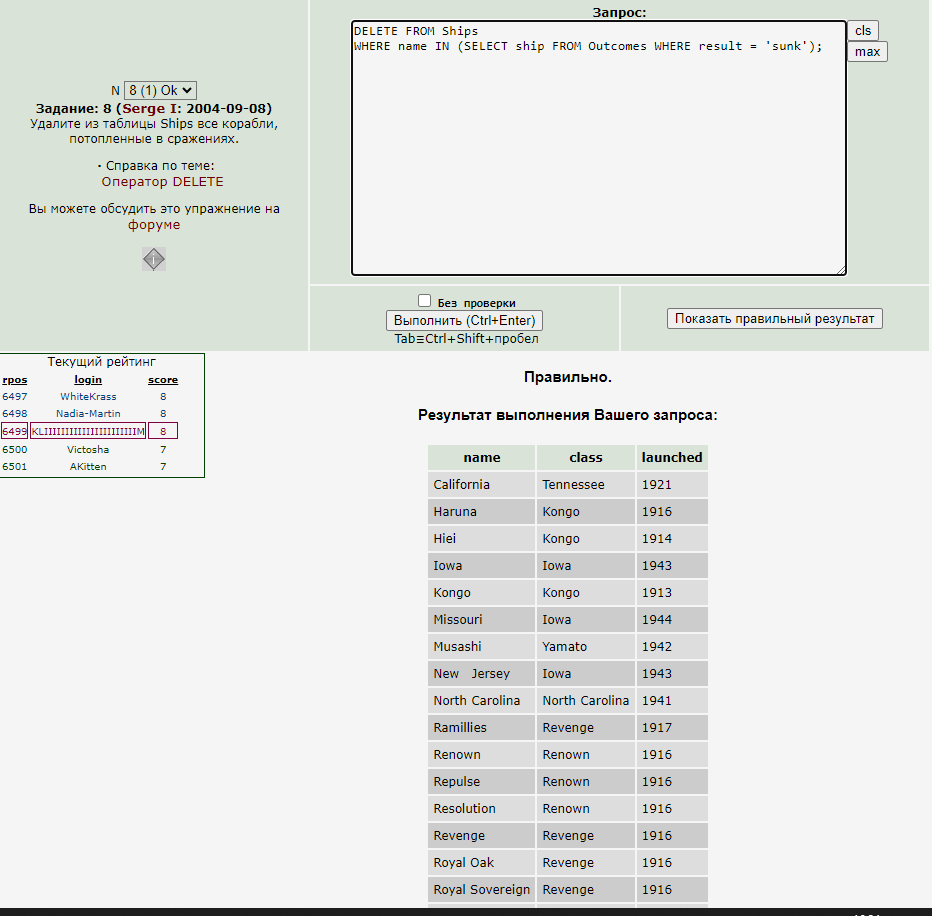 N 8 (1) Ok
Задание: 8 (Serge I: 2004-09-08)
Удалите из таблицы Ships все корабли,
потопленные в сражениях.
· Справка по теме:
Оператор DELETE
Вы можете обсудить это упражнение на
форуме
Запрос:
DELETE FROM Ships
WHERE name IN (SELECT ship FROM Outcomes WHERE result = 'sunk');
cls
max
Без проверки
Выполнить (Ctrl+Enter)
Tab≡Ctrl+Shift+пробел
Показать правильный результат
Текущий рейтинг
rpos login score
6497 WhiteKrass 8
6498 Nadia-Martin 8
6499 8
6500 Victosha 7
6501 AKitten 7
Правильно.
Результат выполнения Вашего запроса:
name class launched
California Tennessee 1921
Haruna Kongo 1916
Hiei Kongo 1914
Iowa Iowa 1943
Kongo Kongo 1913
Missouri Iowa 1944
Musashi Yamato 1942
New Jersey Iowa 1943
North Carolina North Carolina 1941
Ramillies Revenge 1917
Renown Renown 1916
Repulse Renown 1916
Resolution Renown 1916
Revenge Revenge 1916
Royal Oak Revenge 1916
Royal Sovereign Revenge 1916